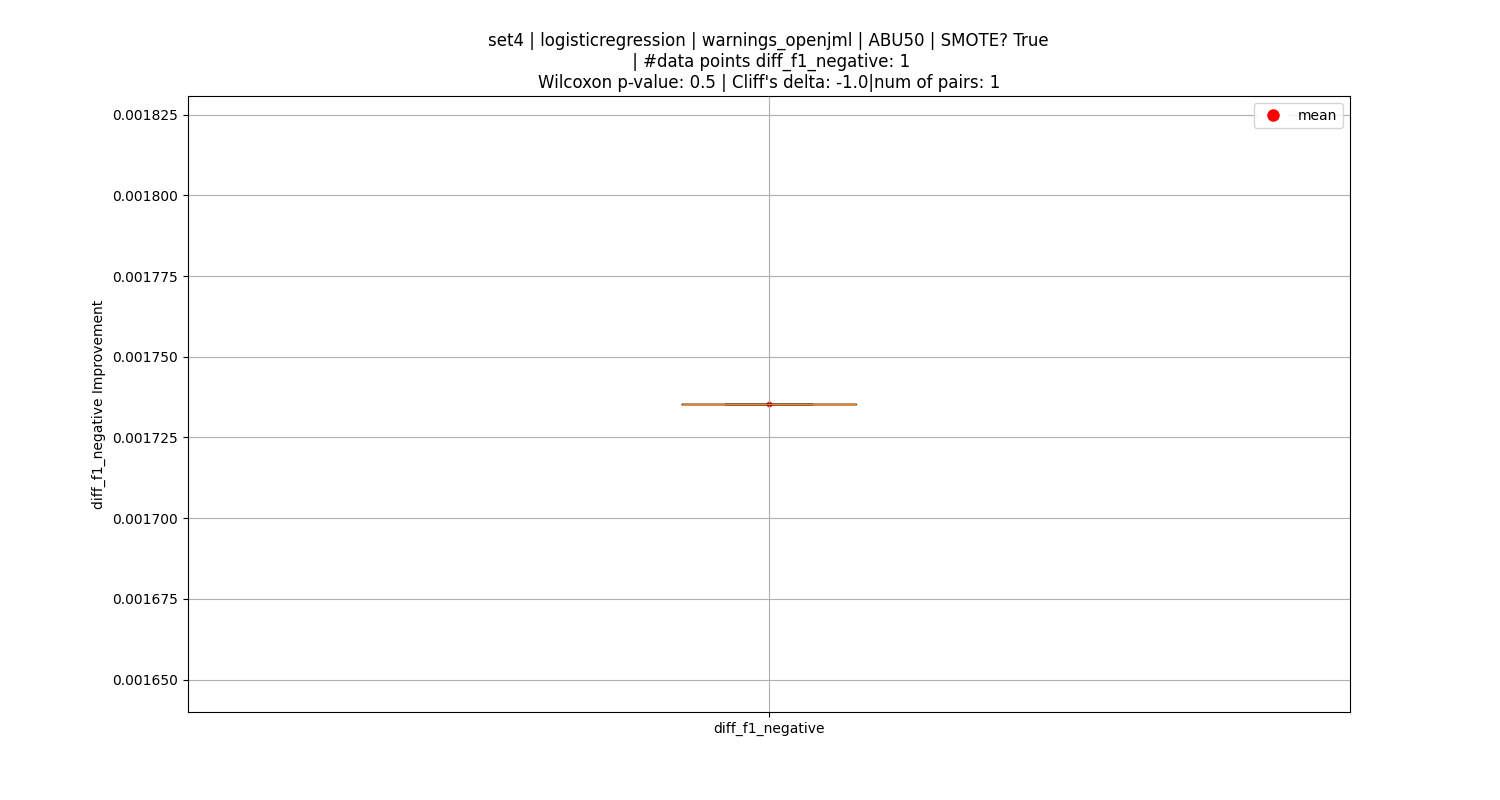 set4 | logisticregression | warnings_openjml | ABU50 | SMOTE? True
| #data points diff_f1_negative: 1
Wilcoxon p-value: 0.5 | Cliff's delta: -1.0|num of pairs: 1
mean
0.001825
0.001800
0.001775
0.001750
0.001725
0.001700
0.001675
0.001650
diff_f1_negative Improvement
diff_f1_negative